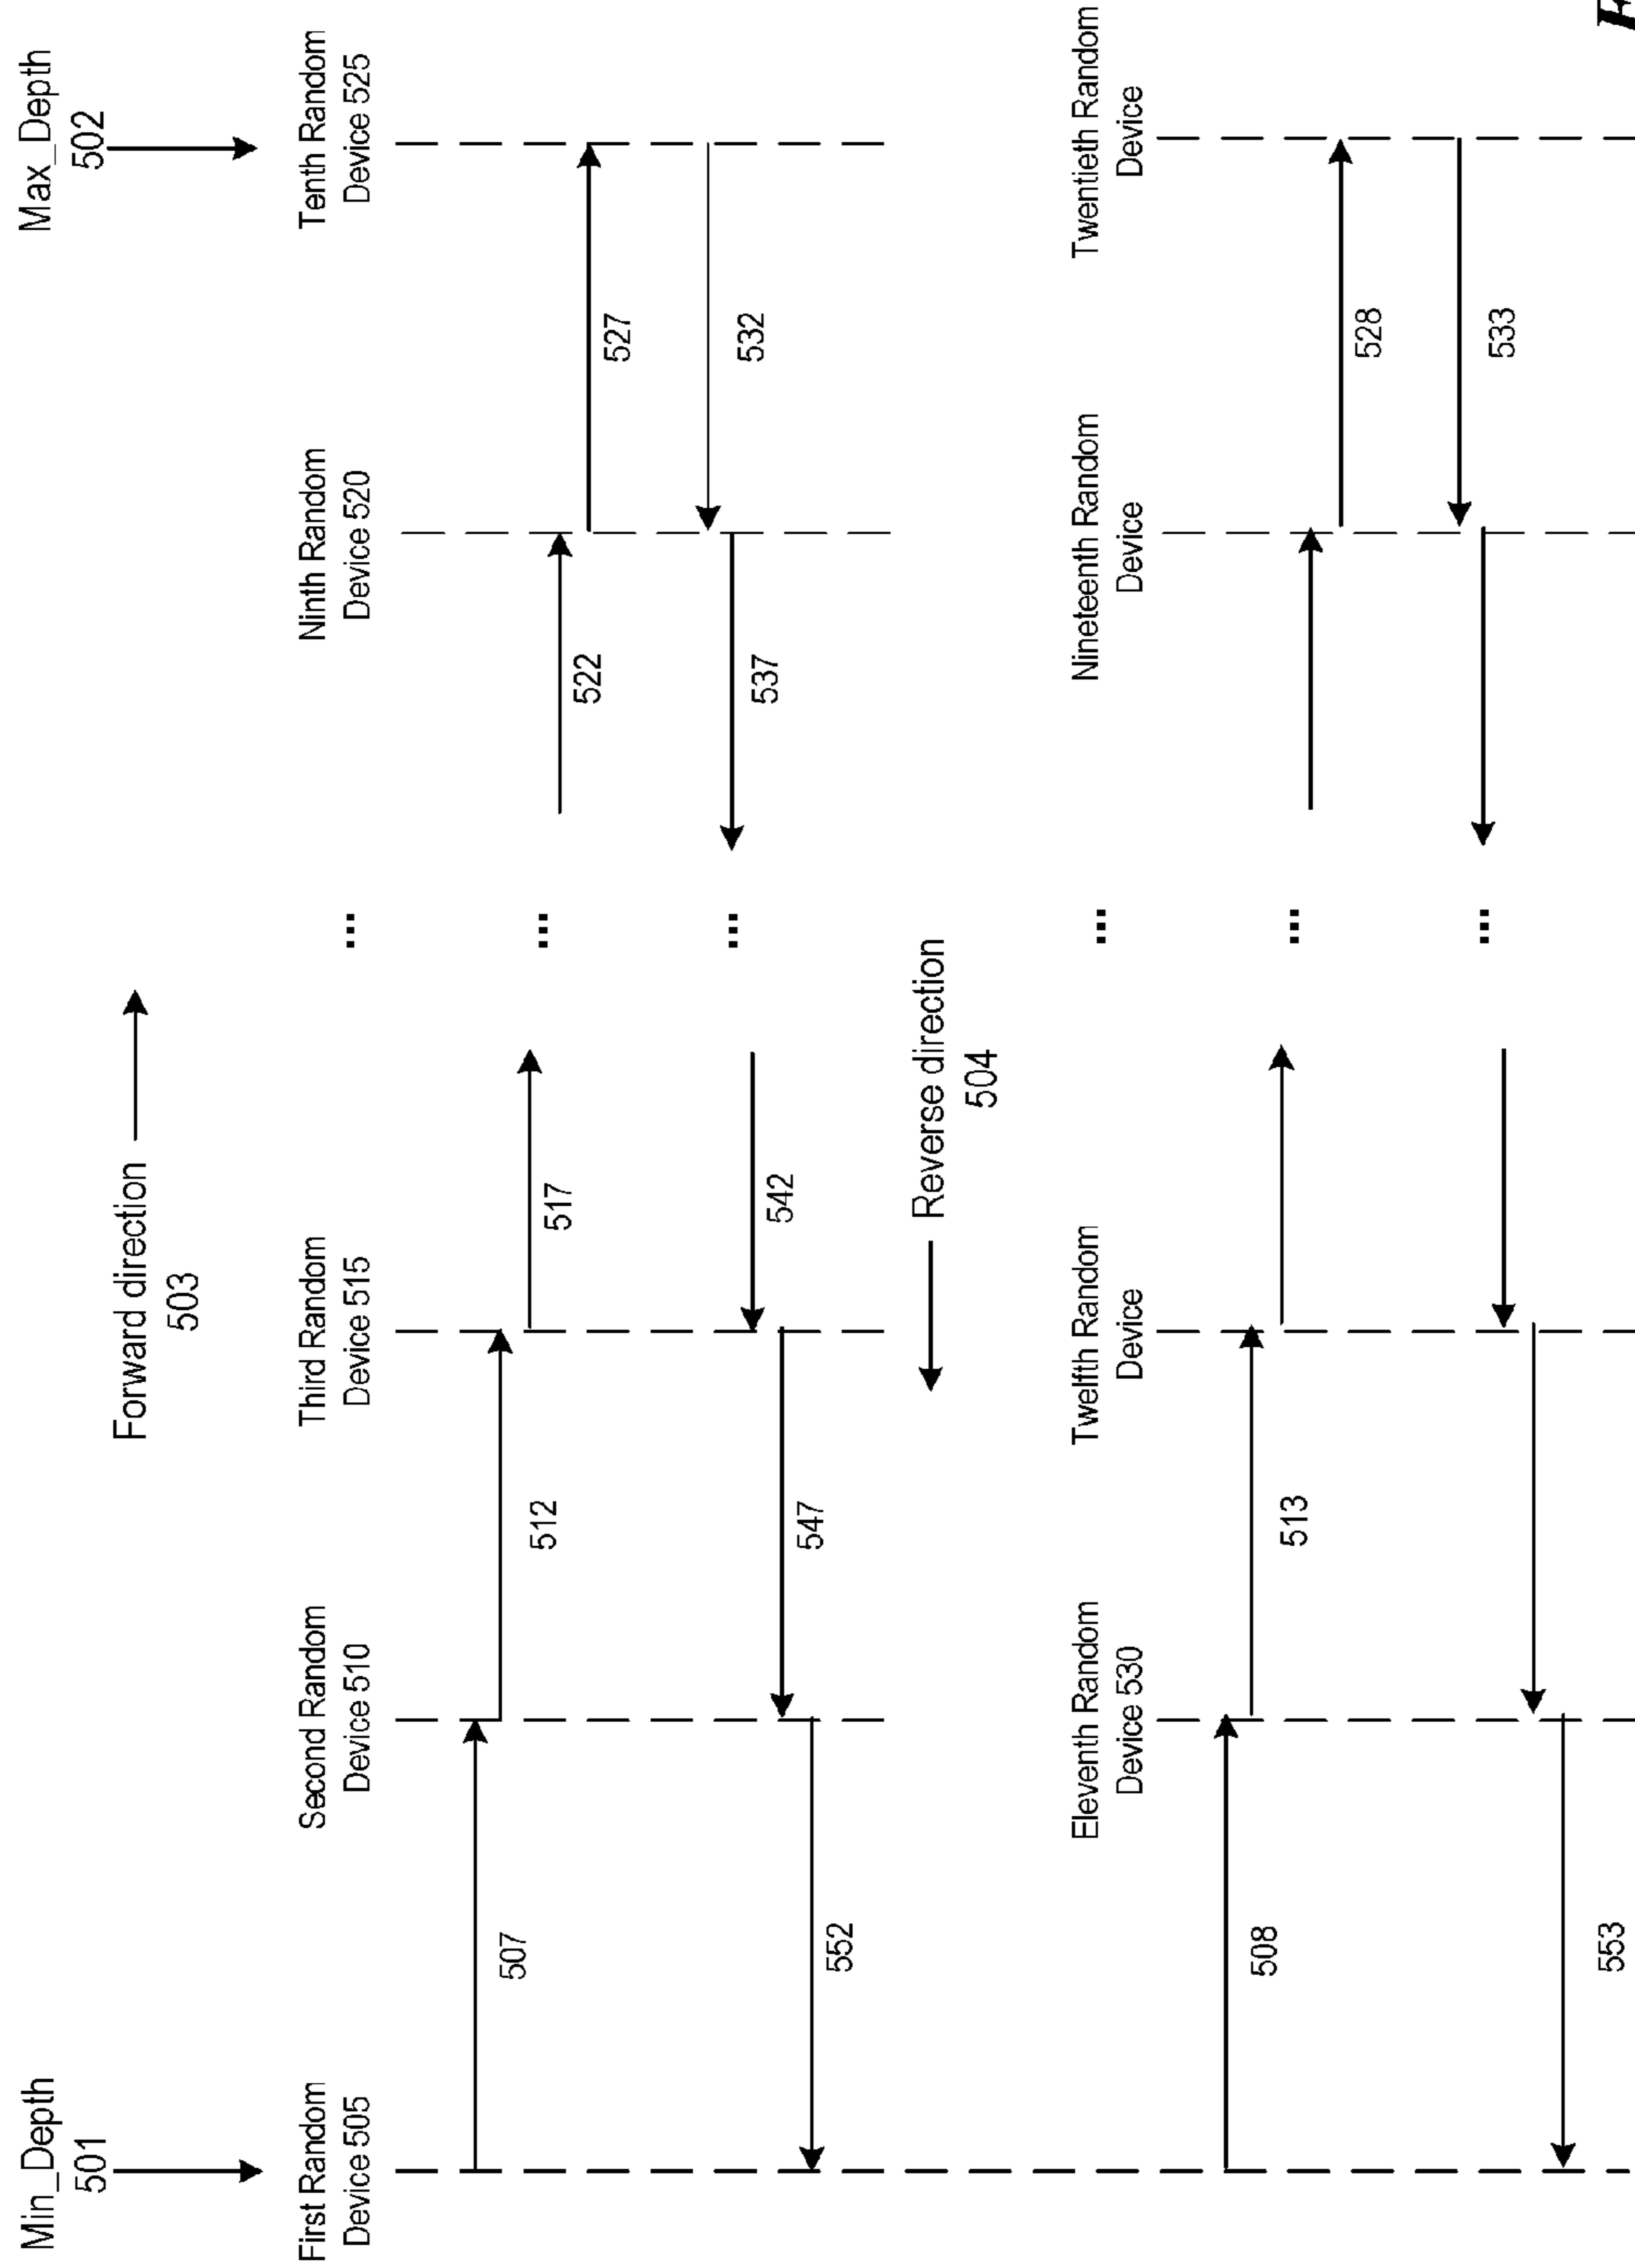 Min_Depth
501
Max_Depth
502
Forward direction
503
First Random
Device 505
Second Random
Device 510
Third Random
Device 515
...
Ninth Random
Device 520
Tenth Random
Device 525
507
512
517
...
522
527
532
537
...
542
547
552
Reverse direction
504
Eleventh Random
Device 530
Twelfth Random
Device
...
Nineteenth Random
Device
Twentieth Random
Device
508
513
...
528
533
...
553